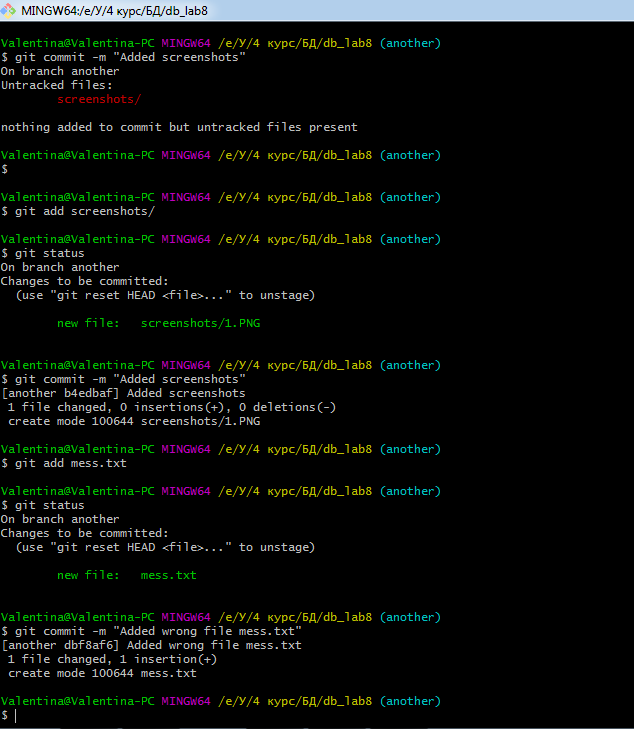 MINGW64:/e/У/4 курс/БД/db_lab8
Valentina@Valentina-PC MINGW64 /e/У/4 курс/БД/db_lab8 (another)
$ git commit -m "Added screenshots"
On branch another
Untracked files:
screenshots/
nothing added to commit but untracked files present
Valentina@Valentina-PC MINGW64 /e/У/4 курс/БД/db_lab8 (another)
$
Valentina@Valentina-PC MINGW64 /e/У/4 курс/БД/db_lab8 (another)
$ git add screenshots/
Valentina@Valentina-PC MINGW64 /e/У/4 курс/БД/db_lab8 (another)
$ git status
On branch another
Changes to be committed:
(use "git reset HEAD <file>..." to unstage)
new file:   screenshots/1.PNG
Valentina@Valentina-PC MINGW64 /e/У/4 курс/БД/db_lab8 (another)
$ git commit -m "Added screenshots"
[another b4edbaf] Added screenshots
1 file changed, 0 insertions(+), 0 deletions(-)
create mode 100644 screenshots/1.PNG
Valentina@Valentina-PC MINGW64 /e/У/4 курс/БД/db_lab8 (another)
$ git add mess.txt
Valentina@Valentina-PC MINGW64 /e/У/4 курс/БД/db_lab8 (another)
$ git status
On branch another
Changes to be committed:
(use "git reset HEAD <file>..." to unstage)
new file:   mess.txt
Valentina@Valentina-PC MINGW64 /e/У/4 курс/БД/db_lab8 (another)
$ git commit -m "Added wrong file mess.txt"
[another dbf8af6] Added wrong file mess.txt
1 file changed, 1 insertion(+)
create mode 100644 mess.txt
Valentina@Valentina-PC MINGW64 /e/У/4 курс/БД/db_lab8 (another)
$